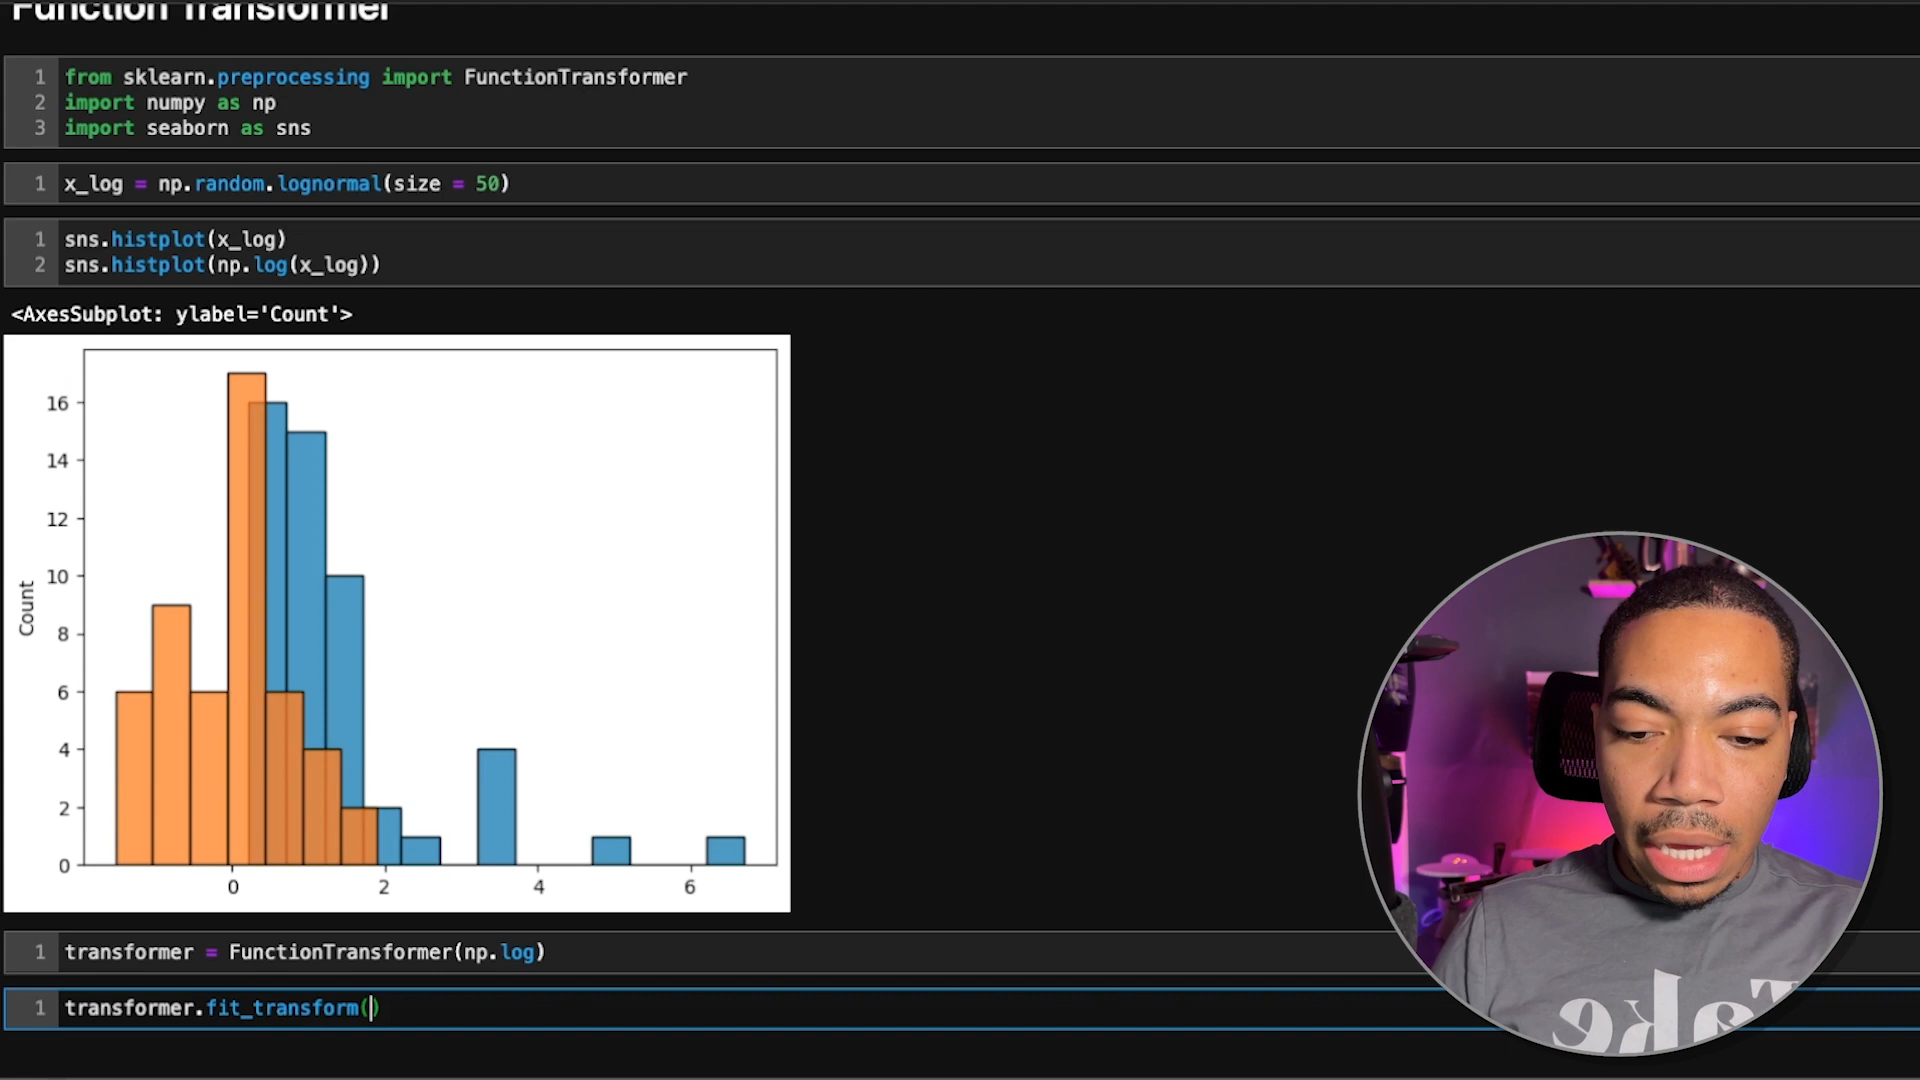 Function Transformer
1 from sklearn.preprocessing import FunctionTransformer
2 import numpy as np
3 import seaborn as sns
1 x_log = np.random.lognormal(size = 50)
1 sns.histplot(x_log)
2 sns.histplot(np.log(x_log))
<AxesSubplot: ylabel='Count'>
16
14
12
10
8
6
4
2
0
Count
0 2 4 6
1 transformer = FunctionTransformer(np.log)
1 transformer.fit_transform()
Take